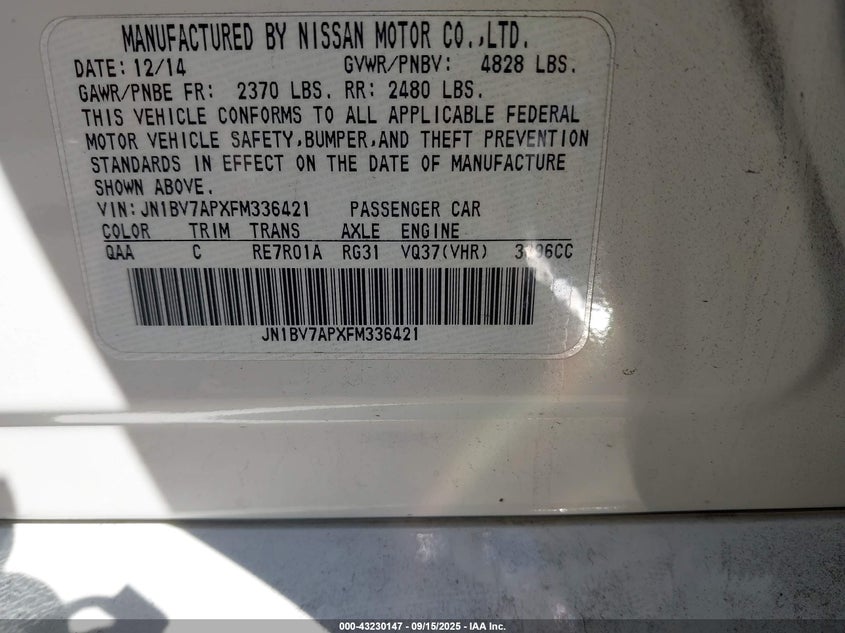 MANUFACTURED BY NISSAN MOTOR CO.,LTD.
DATE: 12/14 GVWR/PNBV: 4828 LBS.
GAWR/PNBE FR: 2370 LBS. RR: 2480 LBS.
THIS VEHICLE CONFORMS TO ALL APPLICABLE FEDERAL
MOTOR VEHICLE SAFETY,BUMPER,AND THEFT PREVENTION
STANDARDS IN EFFECT ON THE DATE OF MANUFACTURE
SHOWN ABOVE.
VIN: JN1BV7APXFM336421 PASSENGER CAR
COLOR TRIM TRANS AXLE ENGINE
QAA C RE7R01A RG31 VQ37(VHR)
JN1BV7APXFM336421
000-43230147 - 09/15/2025 - IAA Inc.